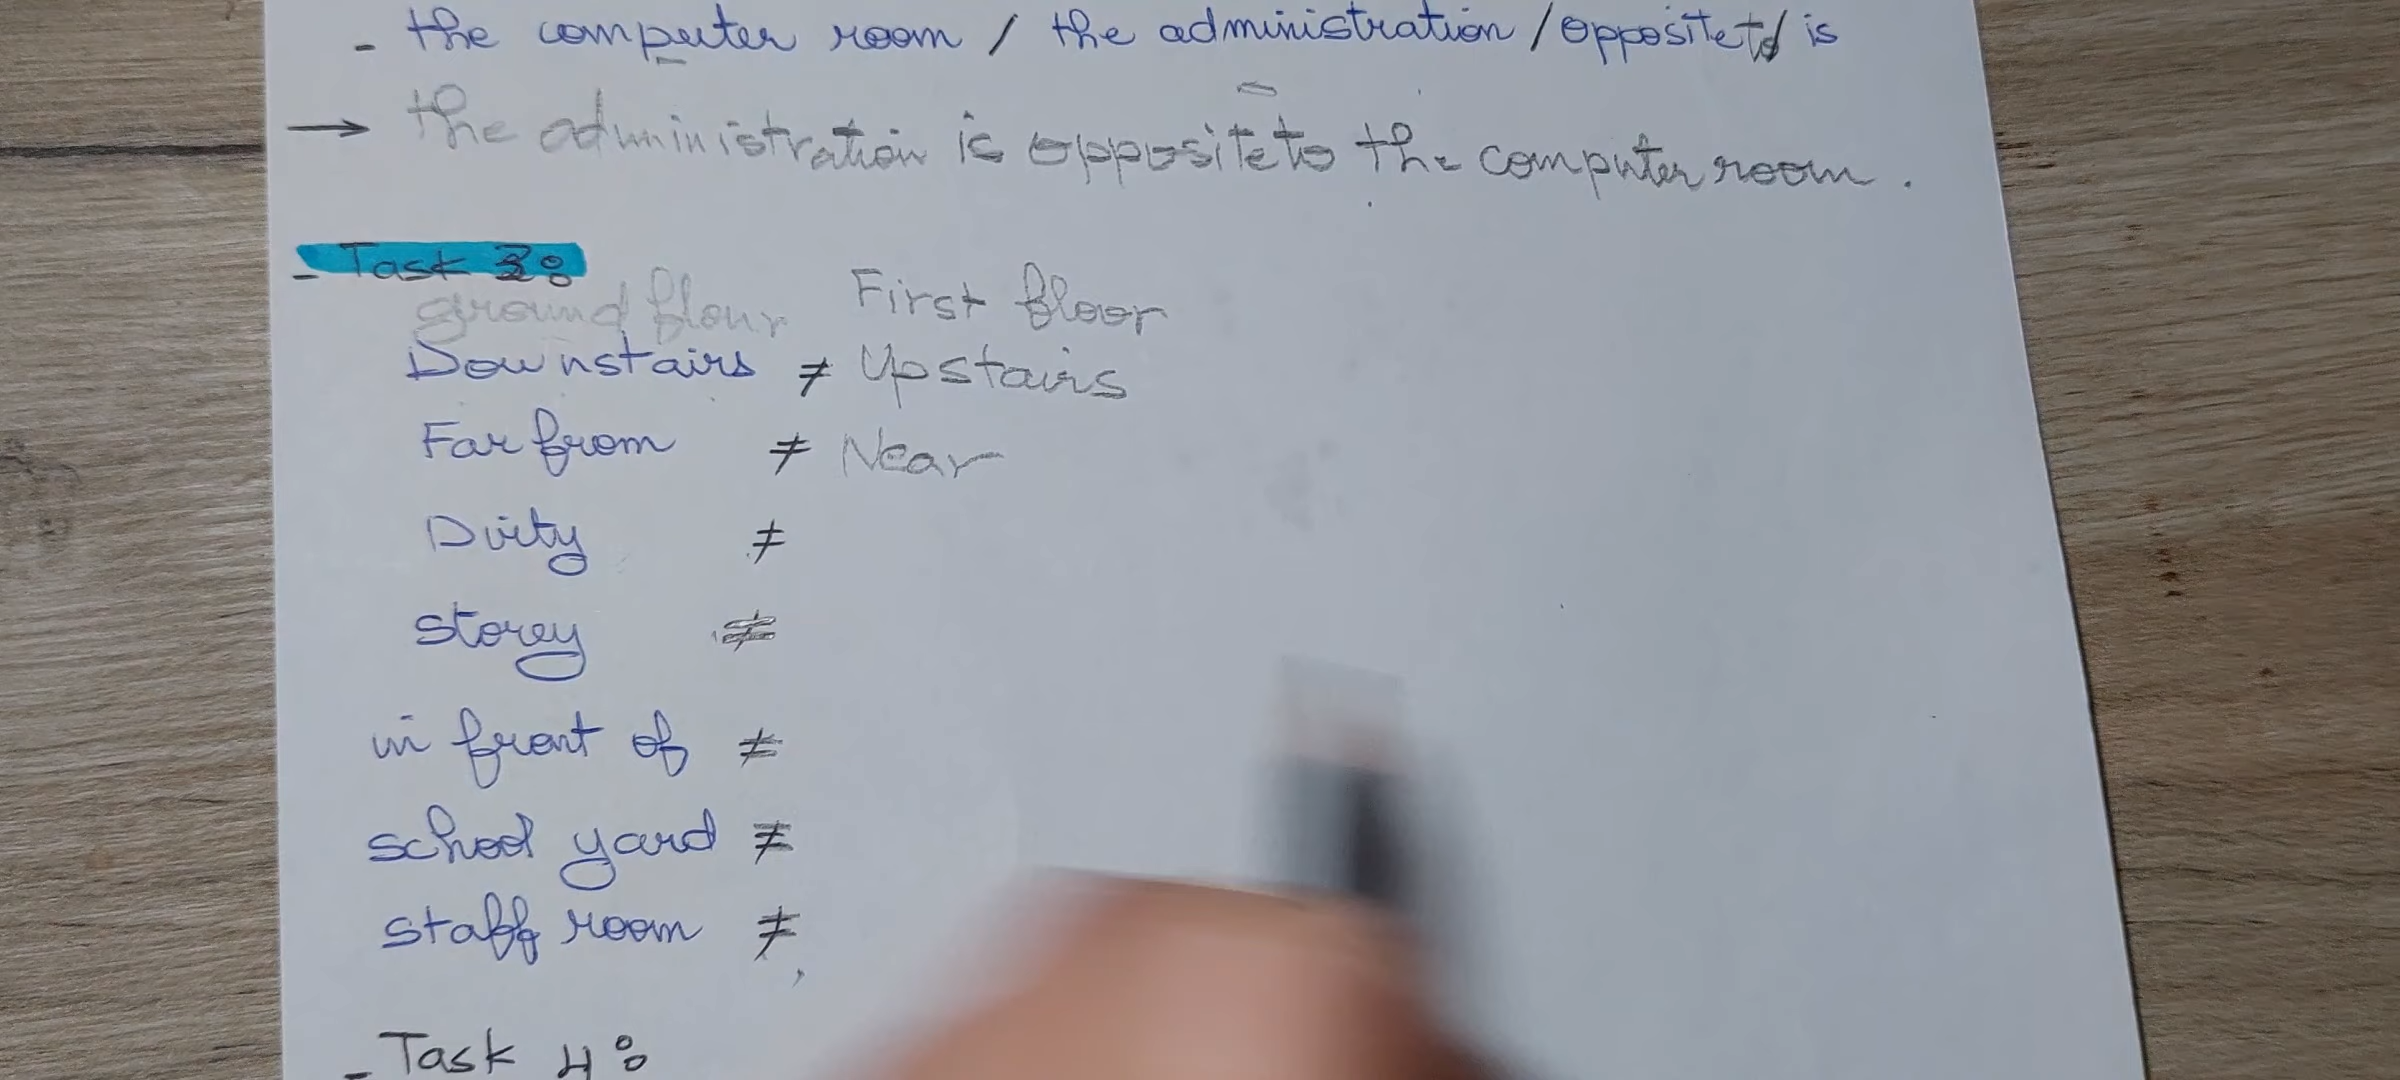 - the computer room / the administration / opposite to / is
→ the administration is opposite to the computer room.
- Task 3:
ground flour First floor
Downstairs ≠ Upstairs
Far from ≠ Near
Dirty ≠
storey ≠
in front of ≠
school yard ≠
staff room ≠
- Task 4: